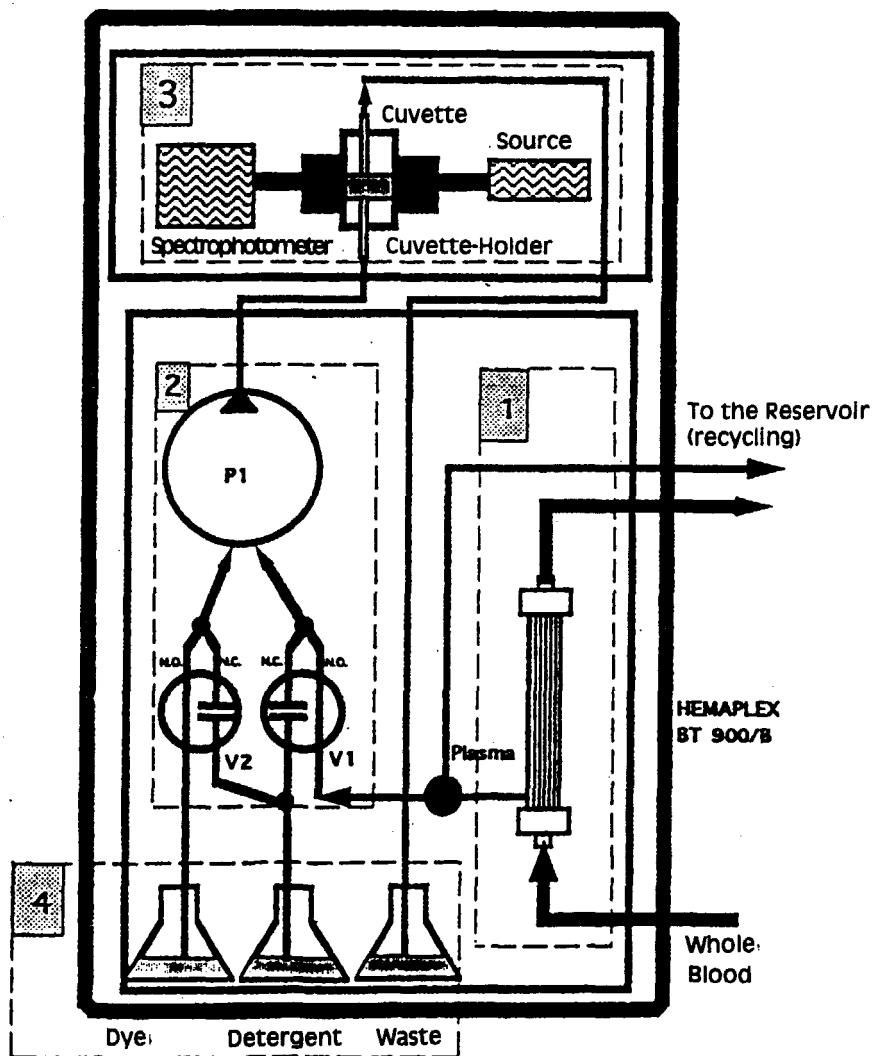 3
Cuvette
Source
Spectrophotometer
Cuvette-Holder
2
1
To the Reservoir
(recycling)
P1
N.O.
N.C.
N.C.
N.O.
HEMAPLEX
BT 900/B
V2
V1
Plasma
4
Whole
Blood
Dye
Detergent
Waste